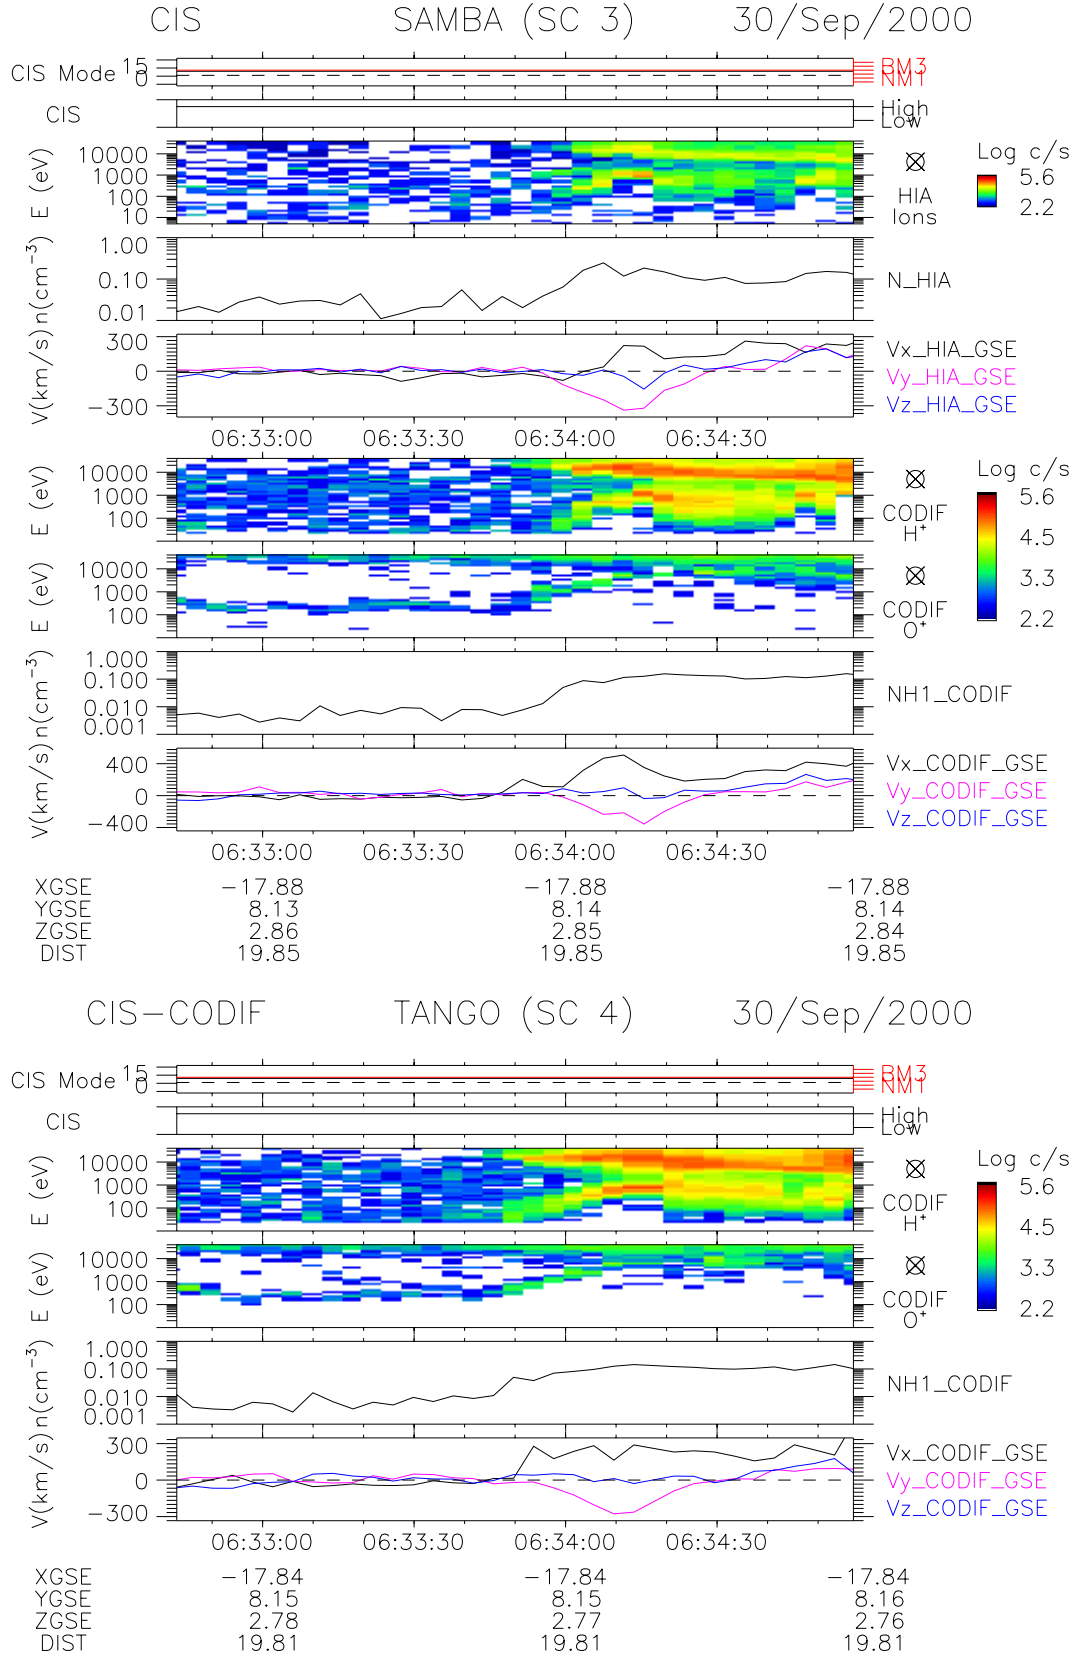 CIS SAMBA (SC 3) 30/Sep/2000
CIS Mode 15 0 BM3 NM1
CIS High Low
E (eV) 10000 1000 100 10 HIA Ions Log c/s 5.6 2.2
n(cm-3) 1.00 0.10 0.01 N_HIA
V(km/s) 300 0 -300 Vx_HIA_GSE Vy_HIA_GSE Vz_HIA_GSE
06:33:00 06:33:30 06:34:00 06:34:30
E (eV) 10000 1000 100 CODIF H+ Log c/s 5.6 4.5 3.3 2.2
E (eV) 10000 1000 100 CODIF O+
n(cm-3) 1.000 0.100 0.010 0.001 NH1_CODIF
V(km/s) 400 0 -400 Vx_CODIF_GSE Vy_CODIF_GSE Vz_CODIF_GSE
06:33:00 06:33:30 06:34:00 06:34:30
XGSE -17.88 -17.88 -17.88
YGSE 8.13 8.14 8.14
ZGSE 2.86 2.85 2.84
DIST 19.85 19.85 19.85
CIS-CODIF TANGO (SC 4) 30/Sep/2000
CIS Mode 15 0 BM3 NM1
CIS High Low
E (eV) 10000 1000 100 CODIF H+ Log c/s 5.6 4.5 3.3 2.2
E (eV) 10000 1000 100 CODIF O+
n(cm-3) 1.000 0.100 0.010 0.001 NH1_CODIF
V(km/s) 300 0 -300 Vx_CODIF_GSE Vy_CODIF_GSE Vz_CODIF_GSE
06:33:00 06:33:30 06:34:00 06:34:30
XGSE -17.84 -17.84 -17.84
YGSE 8.15 8.15 8.16
ZGSE 2.78 2.77 2.76
DIST 19.81 19.81 19.81